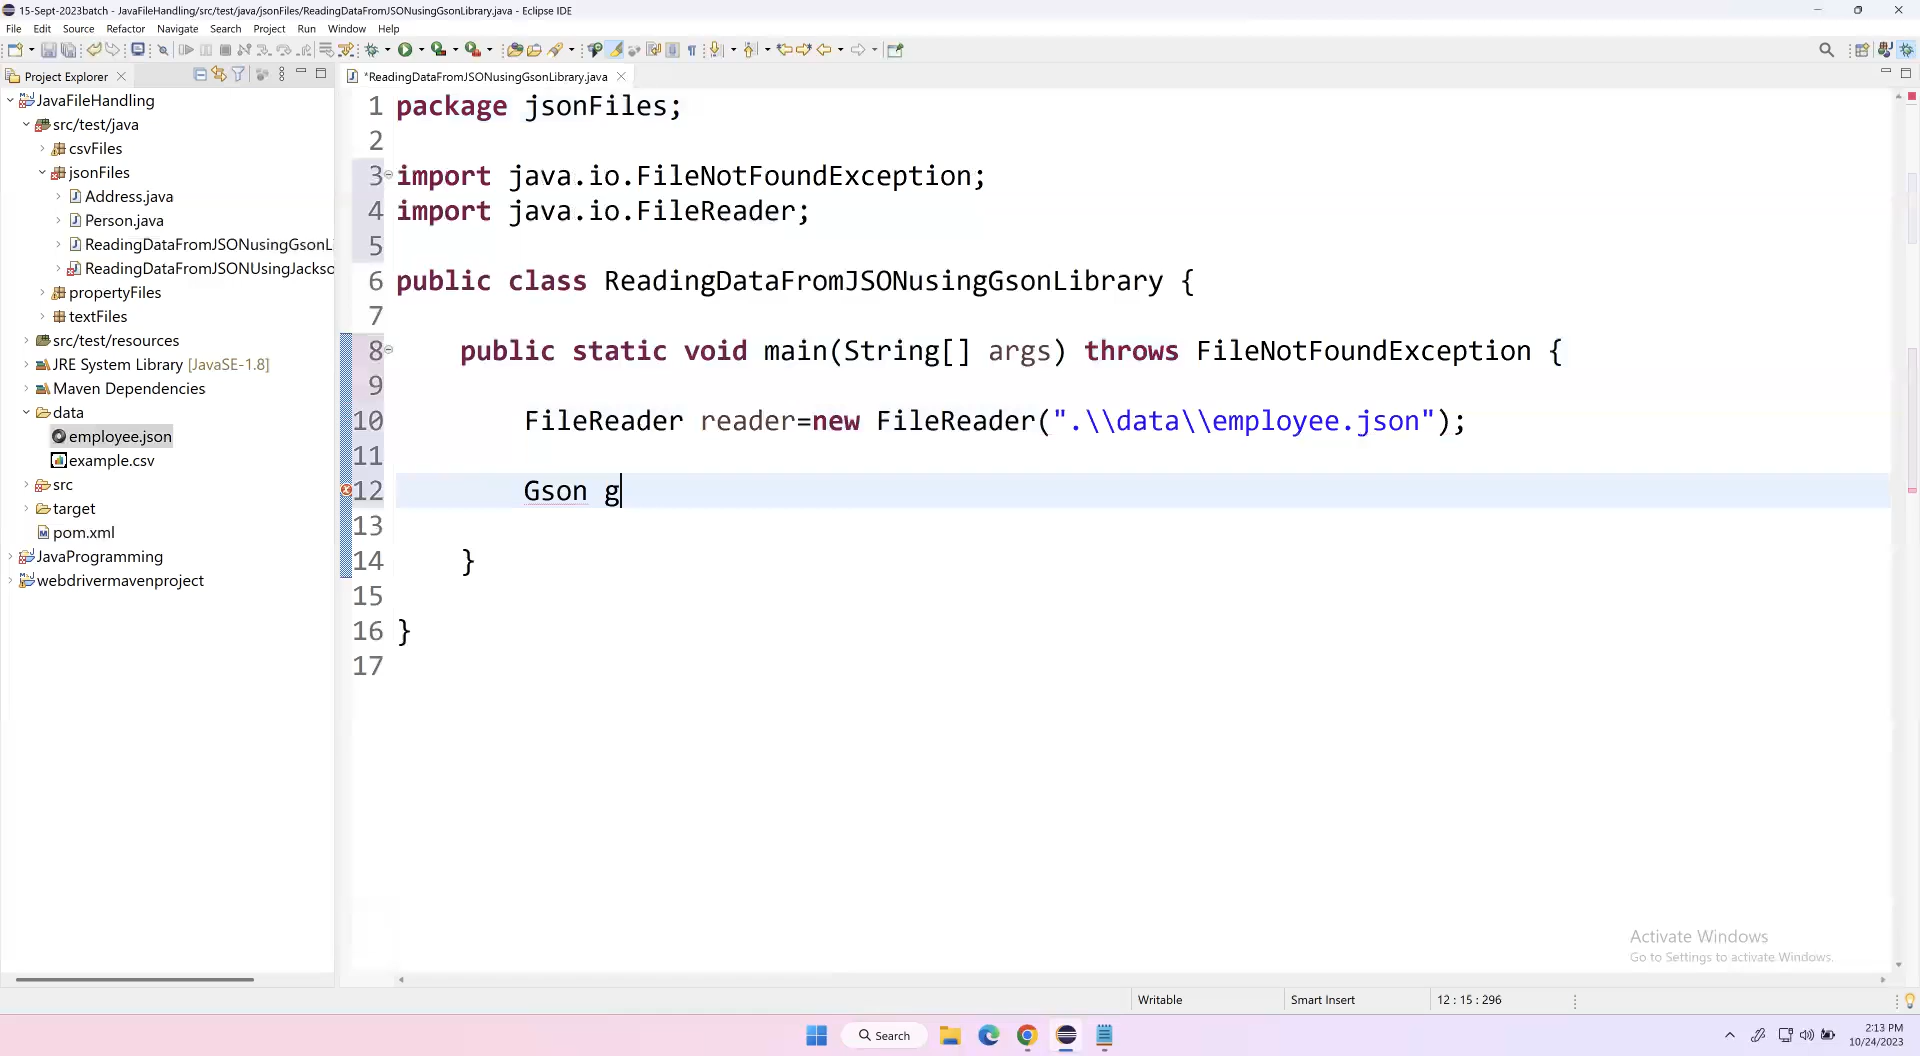 15-Sept-2023batch - JavaFileHandling/src/test/java/jsonFiles/ReadingDataFromJSONusingGsonLibrary.java - Eclipse IDE
File Edit Source Refactor Navigate Search Project Run Window Help
Project Explorer
*ReadingDataFromJSONusingGsonLibrary.java
JavaFileHandling
src/test/java
csvFiles
jsonFiles
Address.java
Person.java
ReadingDataFromJSONusingGsonLi
ReadingDataFromJSONUsingJackso
propertyFiles
textFiles
src/test/resources
JRE System Library [JavaSE-1.8]
Maven Dependencies
data
employee.json
example.csv
src
target
pom.xml
JavaProgramming
webdrivermavenproject
1 package jsonFiles;
2
3 import java.io.FileNotFoundException;
4 import java.io.FileReader;
5
6 public class ReadingDataFromJSONusingGsonLibrary {
7
8 public static void main(String[] args) throws FileNotFoundException {
9
10 FileReader reader=new FileReader(".\\data\\employee.json");
11
12 Gson g
13
14 }
15
16 }
17
Activate Windows
Go to Settings to activate Windows.
Writable Smart Insert 12 : 15 : 296
Search
2:13 PM
10/24/2023